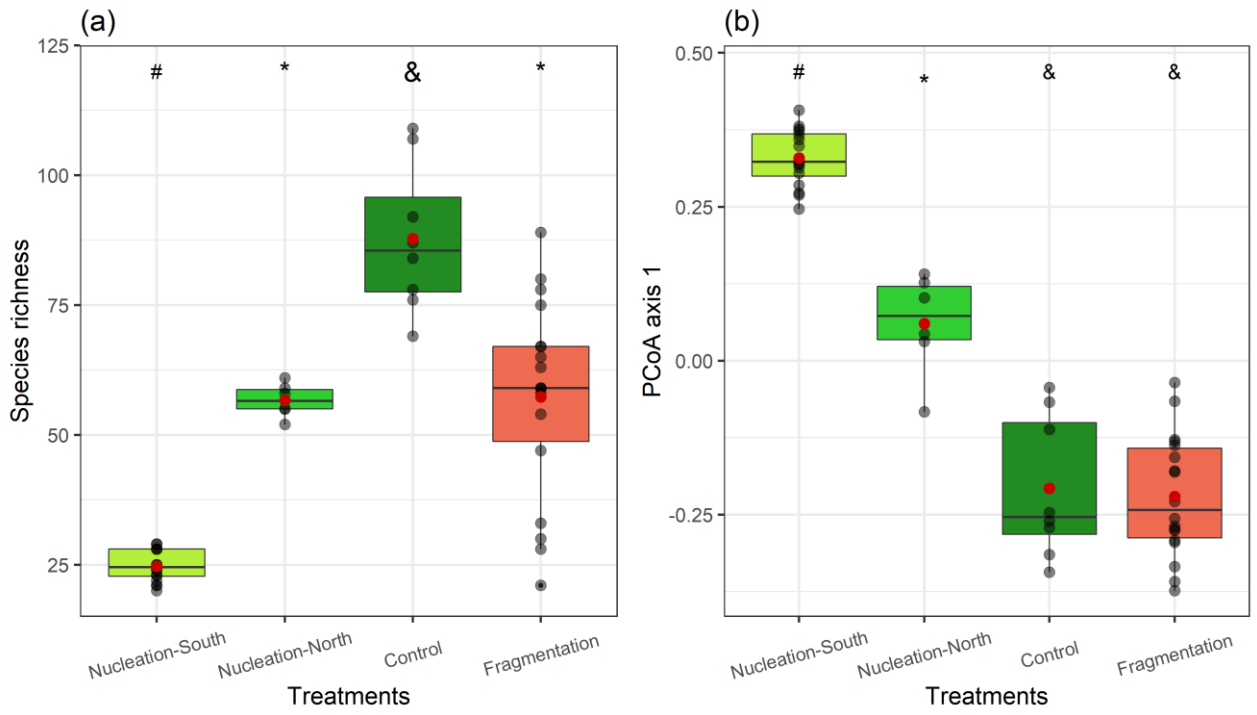 (a)
125
100
75
50
25
Species richness
# * & *
Nucleation-South Nucleation-North Control Fragmentation
Treatments
(b)
0.50
0.25
0.00
-0.25
PCoA axis 1
# * & &
Nucleation-South Nucleation-North Control Fragmentation
Treatments